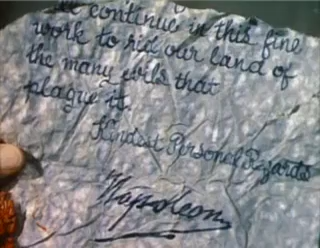 continue in this fine
work to rid our land of
the many evils that
plague it.
Kindest Personal Regards
Napoleon